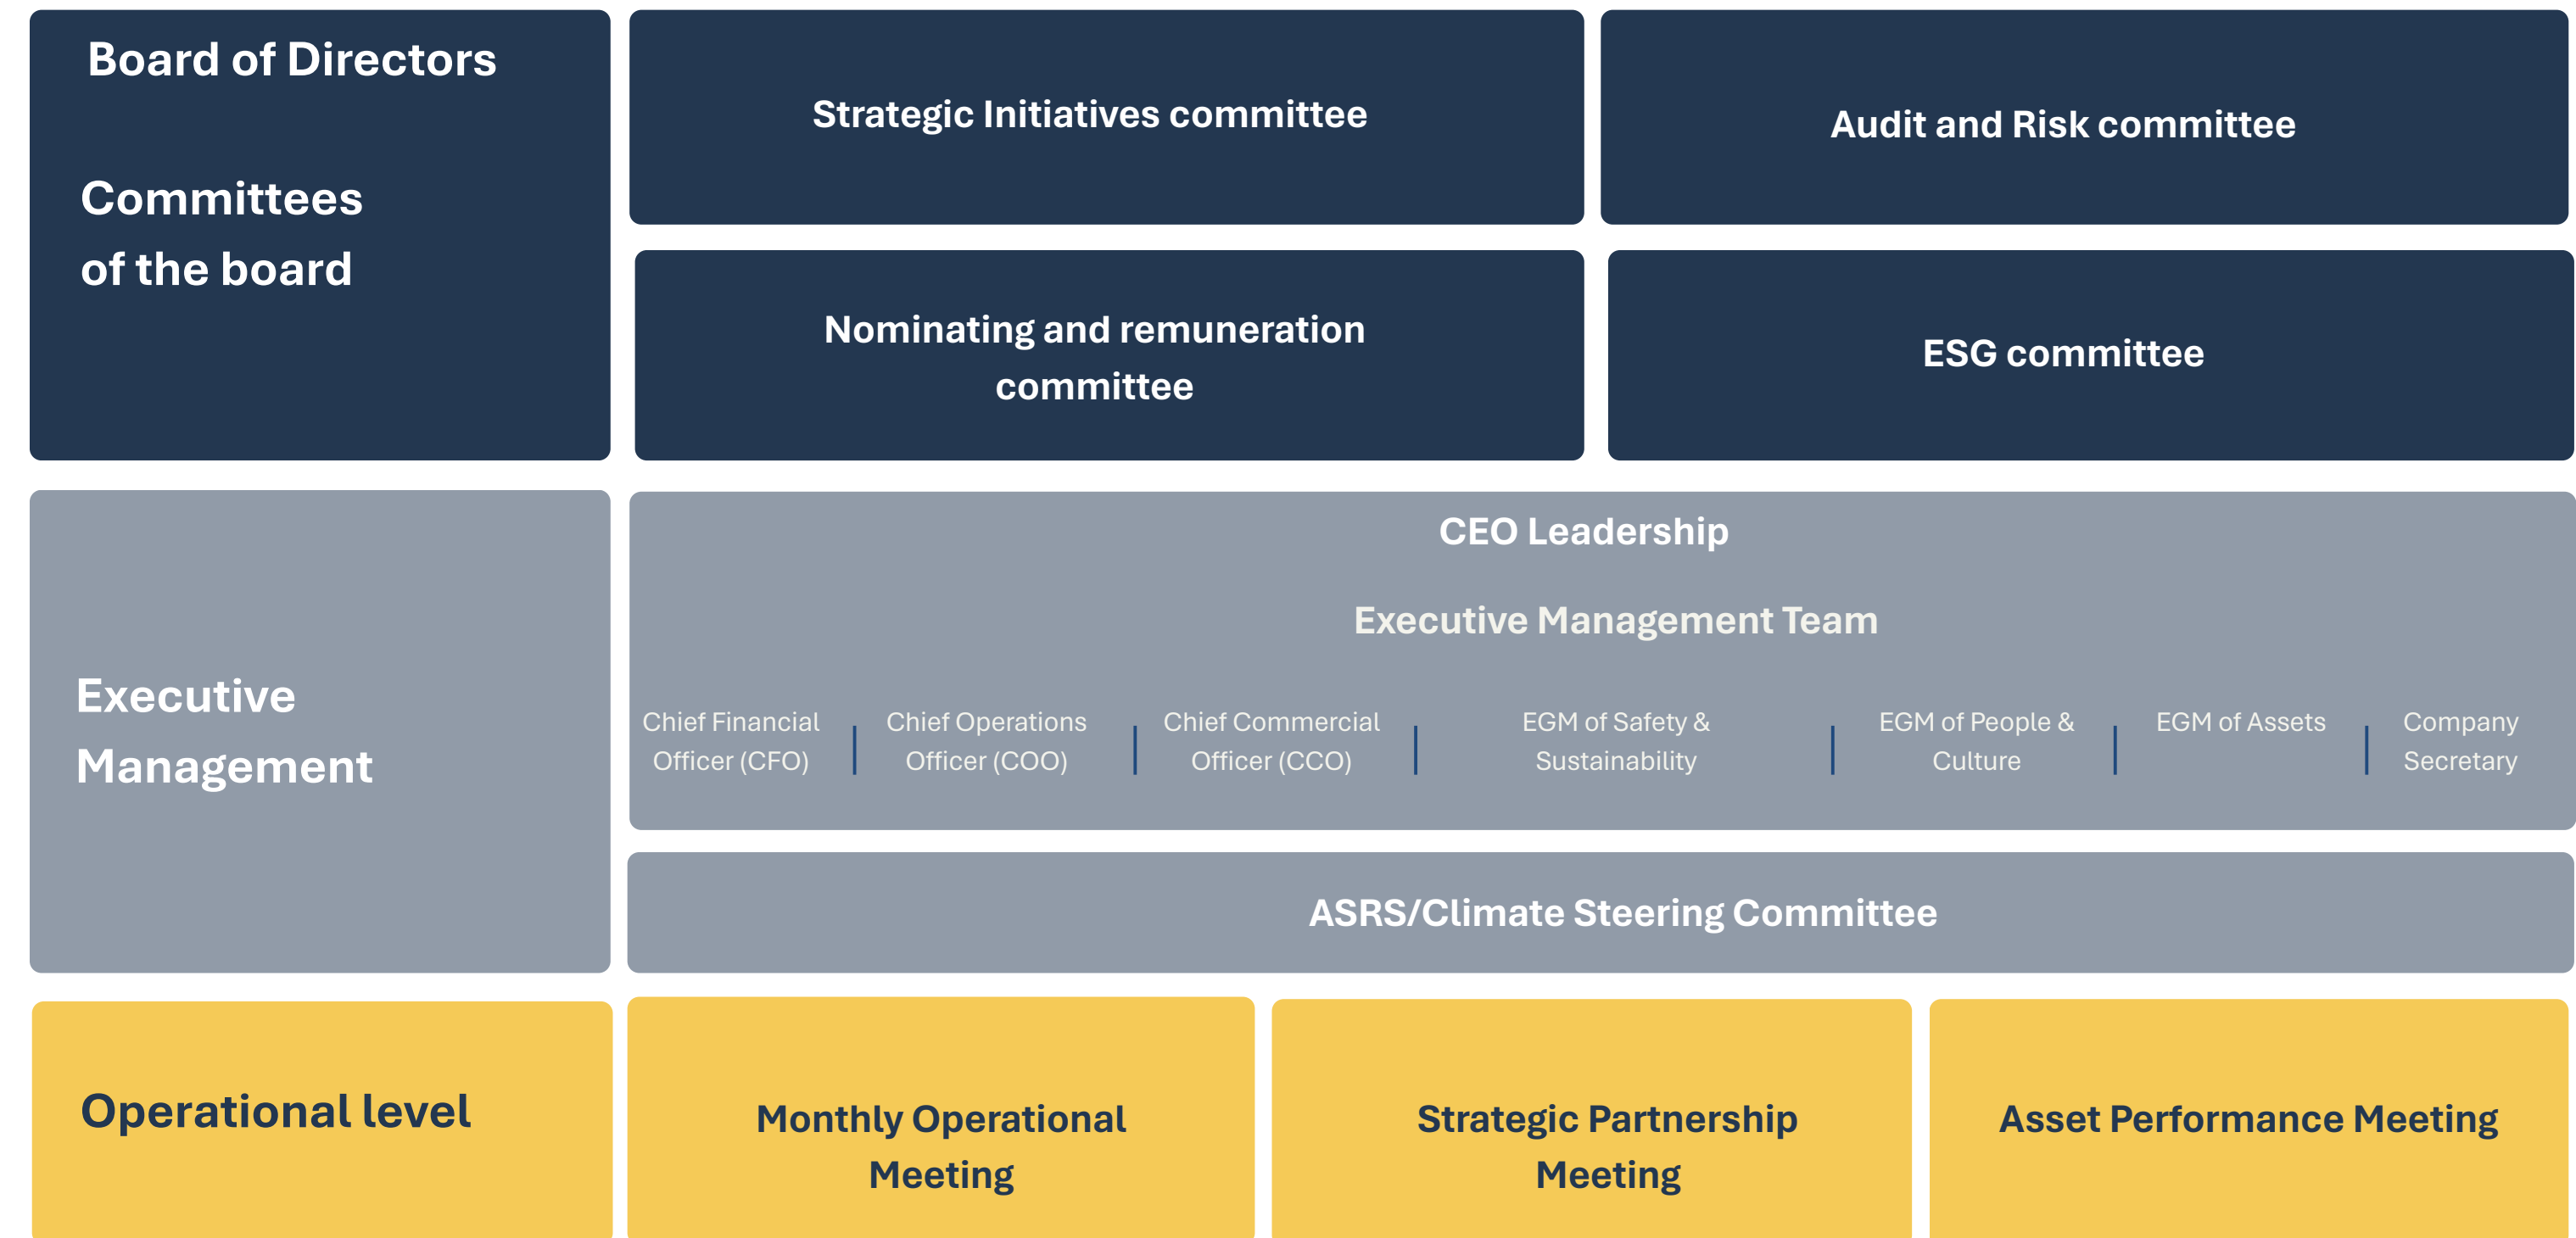 Board of Directors
Committees
of the board
Strategic Initiatives committee
Audit and Risk committee
Nominating and remuneration
committee
ESG committee
Executive
Management
CEO Leadership
Executive Management Team
Chief Financial
Officer (CFO)
Chief Operations
Officer (COO)
Chief Commercial
Officer (CCO)
EGM of Safety &
Sustainability
EGM of People &
Culture
EGM of Assets
Company
Secretary
ASRS/Climate Steering Committee
Operational level
Monthly Operational
Meeting
Strategic Partnership
Meeting
Asset Performance Meeting